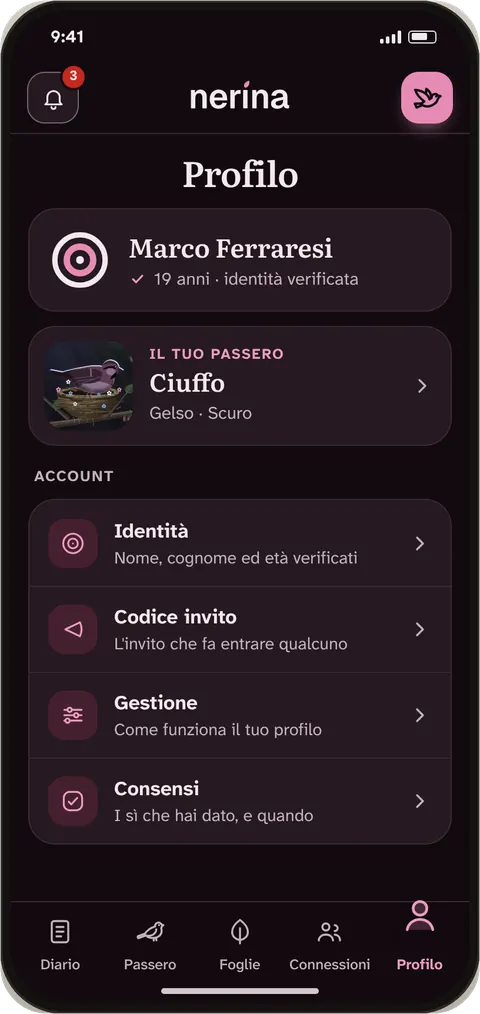 9:41
3
nerina
Profilo
Marco Ferraresi
19 anni · identità verificata
IL TUO PASSERO
Ciuffo
Gelso · Scuro
ACCOUNT
Identità
Nome, cognome ed età verificati
Codice invito
L'invito che fa entrare qualcuno
Gestione
Come funziona il tuo profilo
Consensi
I sì che hai dato, e quando
Diario
Passero
Foglie
Connessioni
Profilo